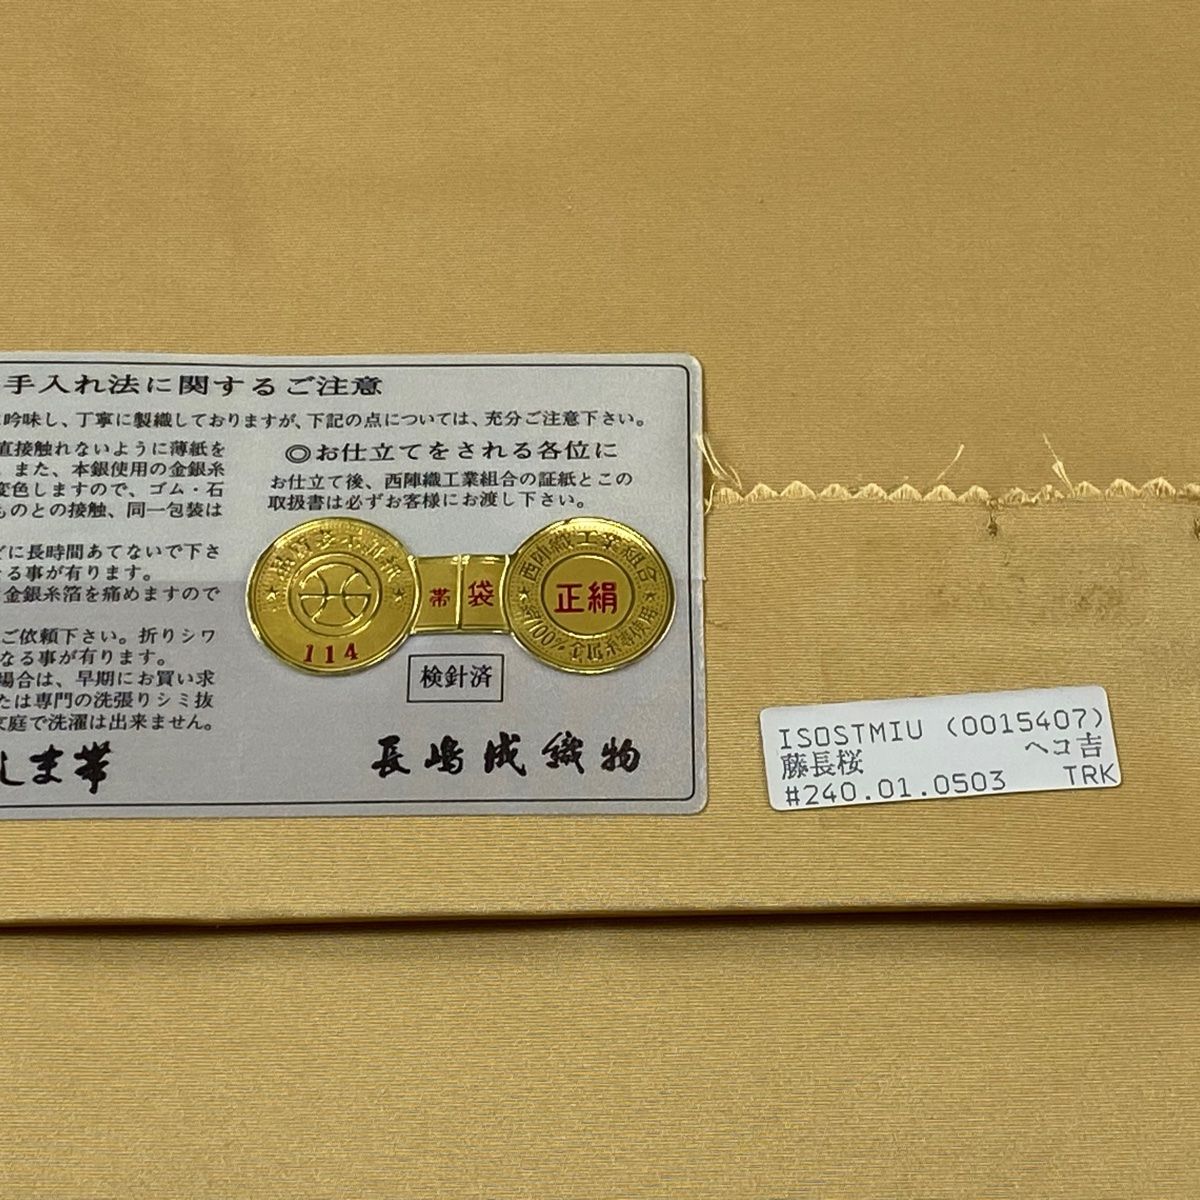 手入れ法に関するご注意
吟味し、丁寧に製織しておりますが、下記の点については、充分ご注意下さい。
直接触れないように薄紙を
。また、本銀使用の金銀糸
変色しますので、ゴム・石
ものとの接触、同一包装は
どに長時間あてないで下さ
なる事が有ります。
金銀糸箔を痛めますので
ご依頼下さい。折りシワ
なる事が有ります。
場合は、早期にお買い求
たは専門の洗張りシミ抜
家庭で洗濯は出来ません。
しま帯
◎お仕立てをされる各位に
お仕立て後、西陣織工業組合の証紙とこの
取扱書は必ずお客様にお渡し下さい。
114
帯 袋
西陣織工業組合
正絹
検針済
長嶋成織物
ISOSTMIU (0015407)
藤長桜 ヘコ吉
#240.01.0503 TRK